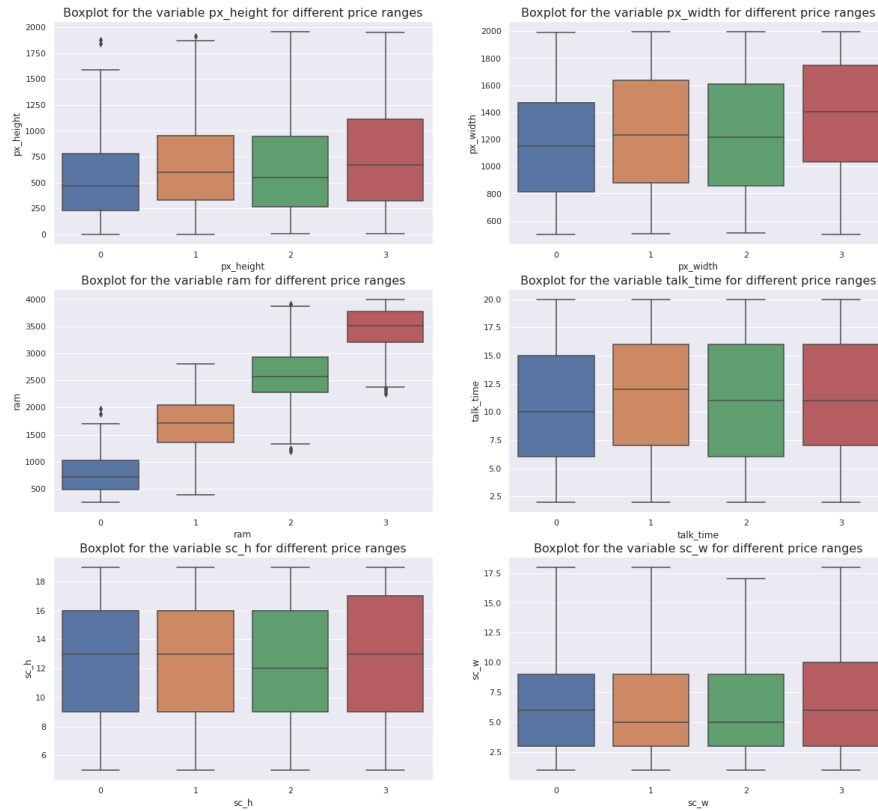 Boxplot for the variable px_height for different price ranges
2000
1750
1500
1250
1000
750
500
250
0
px_height
0 1 2 3
px_height
Boxplot for the variable px_width for different price ranges
2000
1800
1600
1400
1200
1000
800
600
px_width
0 1 2 3
px_width
Boxplot for the variable ram for different price ranges
4000
3500
3000
2500
2000
1500
1000
500
ram
0 1 2 3
ram
Boxplot for the variable talk_time for different price ranges
20.0
17.5
15.0
12.5
10.0
7.5
5.0
2.5
talk_time
0 1 2 3
talk_time
Boxplot for the variable sc_h for different price ranges
18
16
14
12
10
8
6
sc_h
0 1 2 3
sc_h
Boxplot for the variable sc_w for different price ranges
17.5
15.0
12.5
10.0
7.5
5.0
2.5
sc_w
0 1 2 3
sc_w